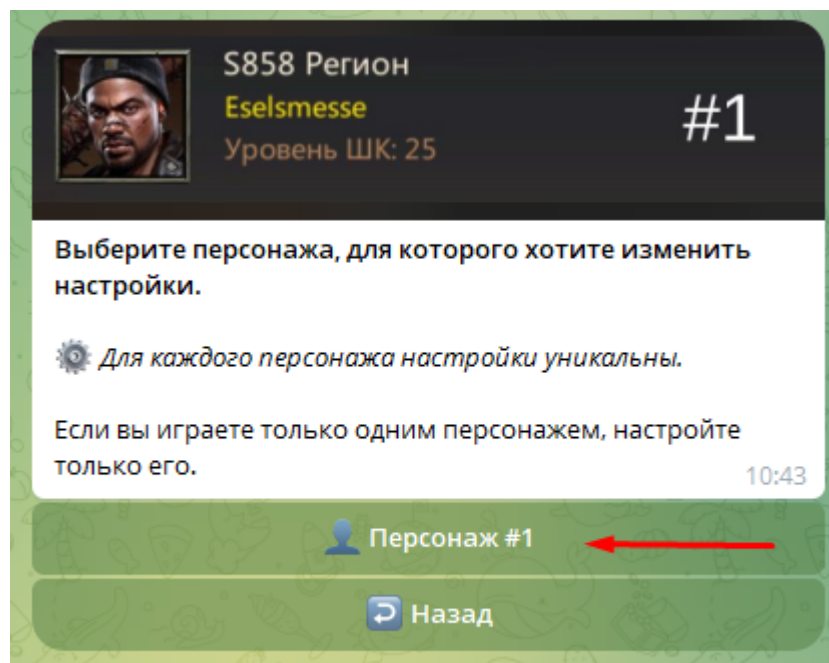 S858 Регион
Eselsmesse
#1
Уровень ШК: 25
Выберите персонажа, для которого хотите изменить
настройки.
Для каждого персонажа настройки уникальны.
Если вы играете только одним персонажем, настройте
только его.
10:43
Персонаж #1
Назад